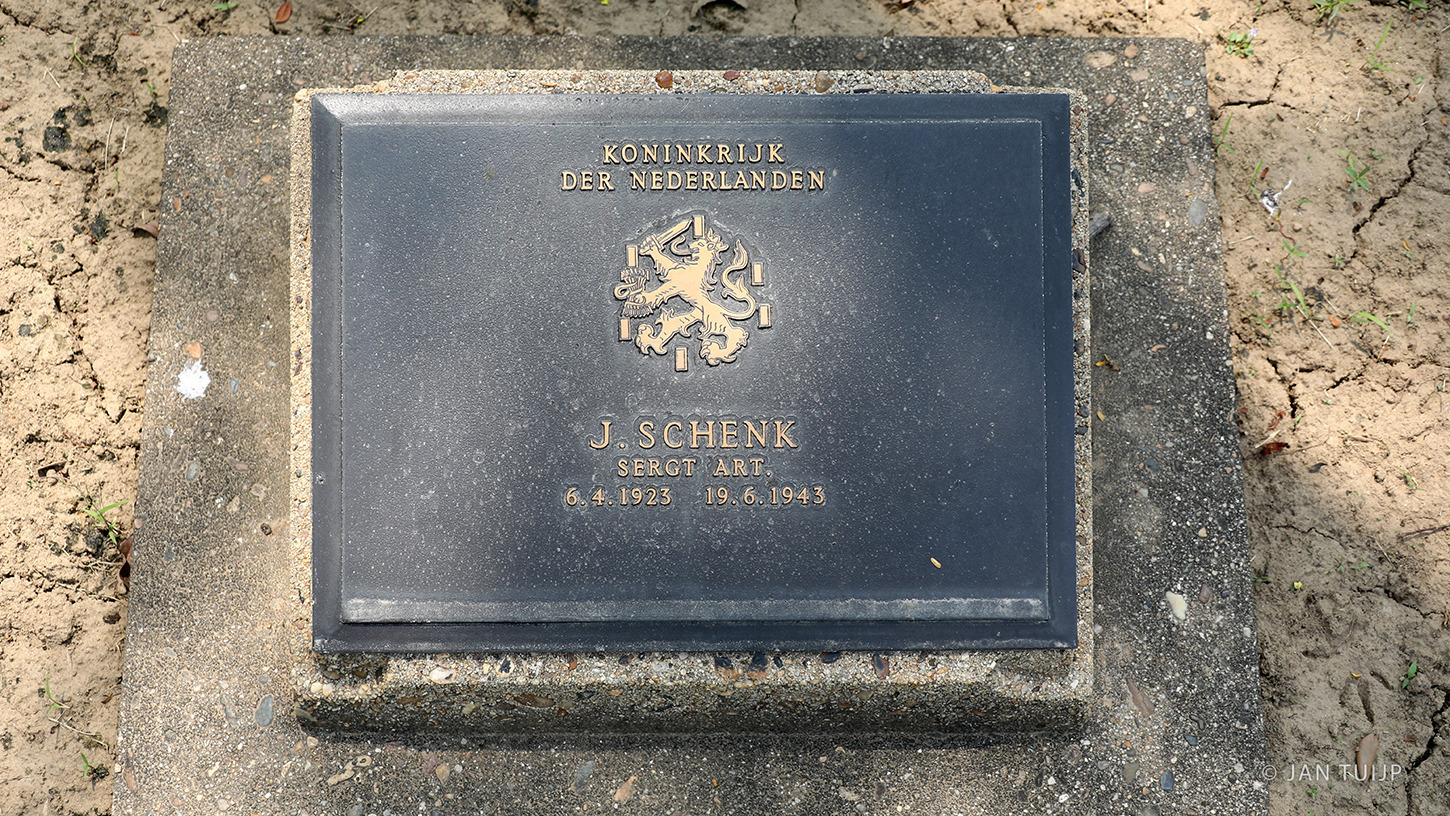 KONINKRIJK
DER NEDERLANDEN
J. SCHENK
SERGT ART.
6.4.1923 19.6.1943
© JAN TUIJP